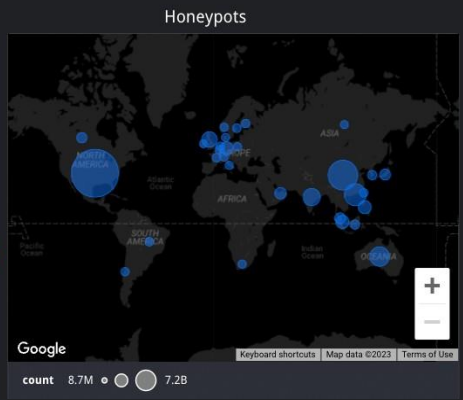 Honeypots
NORTH
AMERICA
Atlantic
Ocean
EUROPE
ASIA
AFRICA
SOUTH
AMERICA
Pacific
Ocean
Indian
Ocean
OCEANIA
+
−
Google
Keyboard shortcuts
Map data ©2023
Terms of Use
count
8.7M
7.2B